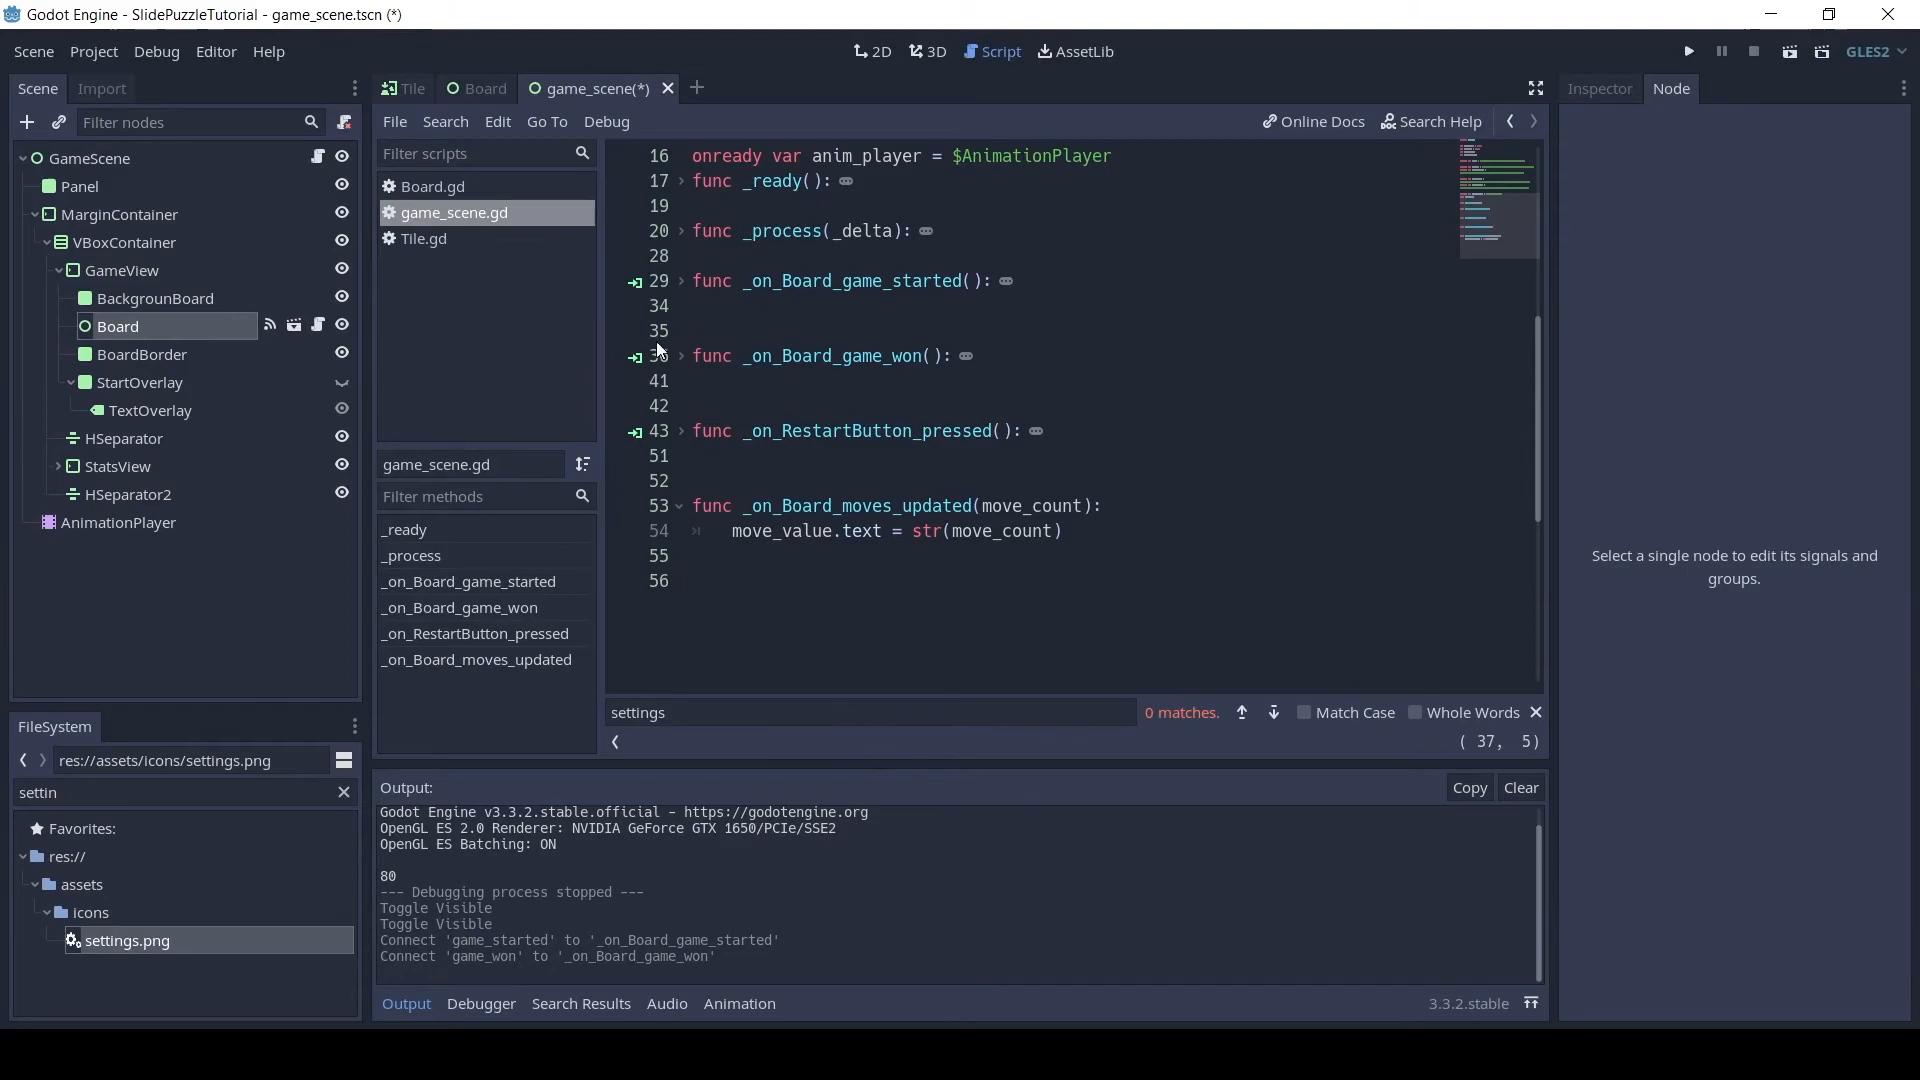 Godot Engine - SlidePuzzleTutorial - game_scene.tscn (*)
Scene Project Debug Editor Help
2D 3D Script AssetLib
GLES2
Scene Import
Filter nodes
GameScene
Panel
MarginContainer
VBoxContainer
GameView
BackgrounBoard
Board
BoardBorder
StartOverlay
TextOverlay
HSeparator
StatsView
HSeparator2
AnimationPlayer
FileSystem
res://assets/icons/settings.png
settin
Favorites:
res://
assets
icons
settings.png
Tile Board game_scene(*)
File Search Edit Go To Debug
Online Docs Search Help
Filter scripts
Board.gd
game_scene.gd
Tile.gd
game_scene.gd
Filter methods
_ready
_process
_on_Board_game_started
_on_Board_game_won
_on_RestartButton_pressed
_on_Board_moves_updated
16 onready var anim_player = $AnimationPlayer
17 func _ready():
19
20 func _process(_delta):
28
29 func _on_Board_game_started():
34
35
36 func _on_Board_game_won():
41
42
43 func _on_RestartButton_pressed():
51
52
53 func _on_Board_moves_updated(move_count):
54 move_value.text = str(move_count)
55
56
settings 0 matches. Match Case Whole Words
( 37, 5)
Output: Copy Clear
Godot Engine v3.3.2.stable.official - https://godotengine.org
OpenGL ES 2.0 Renderer: NVIDIA GeForce GTX 1650/PCIe/SSE2
OpenGL ES Batching: ON
80
--- Debugging process stopped ---
Toggle Visible
Toggle Visible
Connect 'game_started' to '_on_Board_game_started'
Connect 'game_won' to '_on_Board_game_won'
Output Debugger Search Results Audio Animation 3.3.2.stable
Inspector Node
Select a single node to edit its signals and
groups.